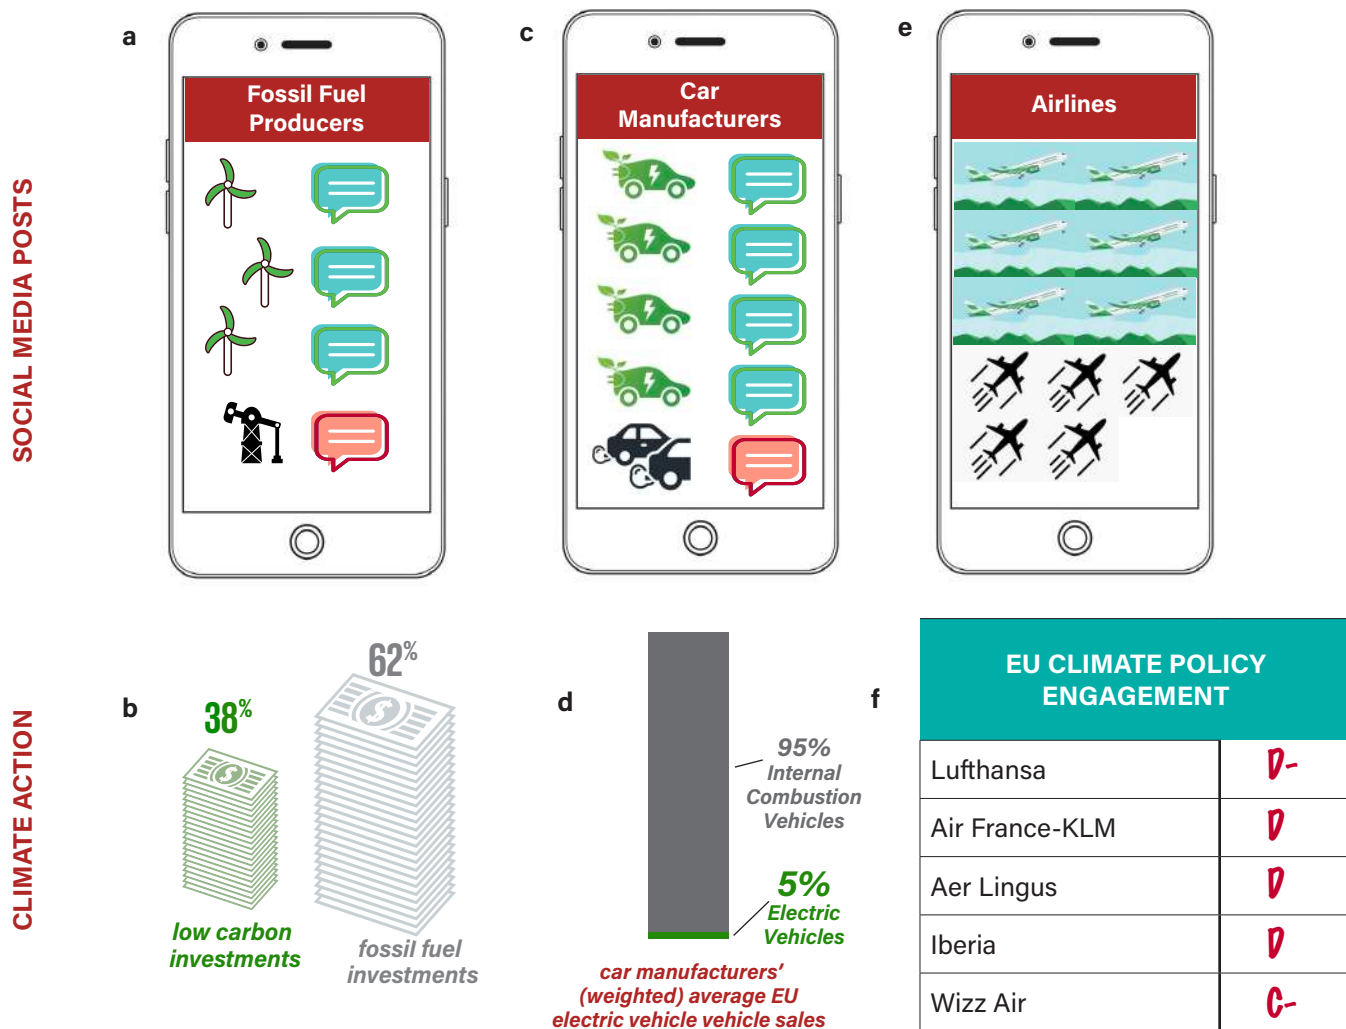 SOCIAL MEDIA POSTS
a
Fossil Fuel
Producers
c
Car
Manufacturers
e
Airlines
CLIMATE ACTION
b
38%
low carbon
investments
62%
fossil fuel
investments
d
95%
Internal
Combustion
Vehicles
5%
Electric
Vehicles
car manufacturers'
(weighted) average EU
electric vehicle vehicle sales
f
EU CLIMATE POLICY
ENGAGEMENT
Lufthansa D-
Air France-KLM D
Aer Lingus D
Iberia D
Wizz Air C-